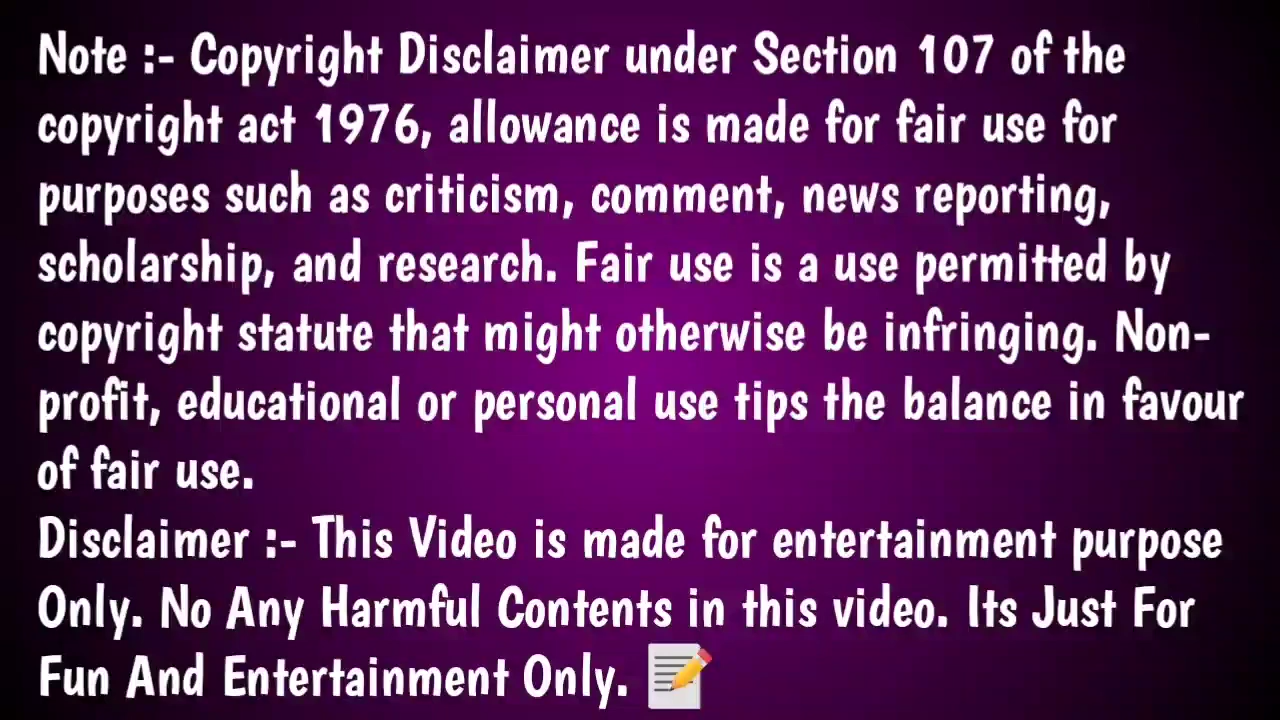 Note :- Copyright Disclaimer under Section 107 of the
copyright act 1976, allowance is made for fair use for
purposes such as criticism, comment, news reporting,
scholarship, and research. Fair use is a use permitted by
copyright statute that might otherwise be infringing. Non-
profit, educational or personal use tips the balance in favour
of fair use.
Disclaimer :- This Video is made for entertainment purpose
Only. No Any Harmful Contents in this video. Its Just For
Fun And Entertainment Only. 📝